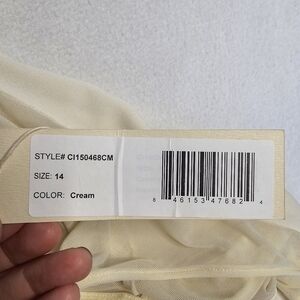 STYLE# CI150468CM
SIZE: 14
COLOR: Cream
8 46153 47682 4